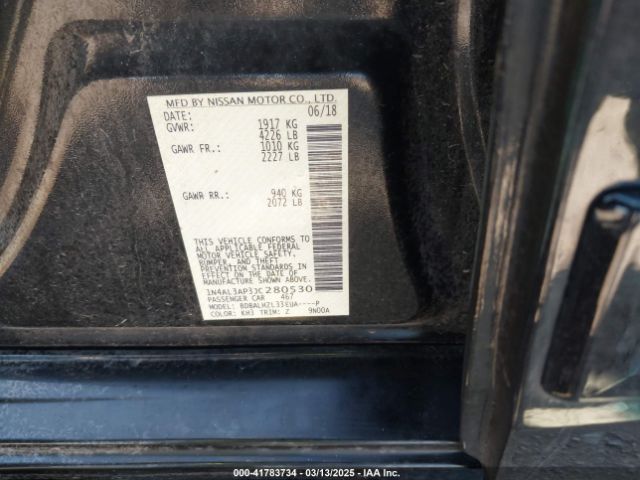 MFD BY NISSAN MOTOR CO., LTD.
DATE: 06/18
GVWR: 1917 KG
4226 LB
GAWR FR.: 1010 KG
2227 LB
GAWR RR.: 940 KG
2072 LB
THIS VEHICLE CONFORMS TO
ALL APPLICABLE FEDERAL
MOTOR VEHICLE SAFETY,
BUMPER, AND THEFT
PREVENTION STANDARDS IN
EFFECT ON THE DATE OF
MANUFACTURE SHOWN ABOVE.
1N4AL3AP3JC280530
PASSENGER CAR 467
MODEL: BDBALHZL33EUA----P
COLOR: KH3 TRIM: Z 9N00A
000-41783734 — 03/13/2025 — IAA Inc.